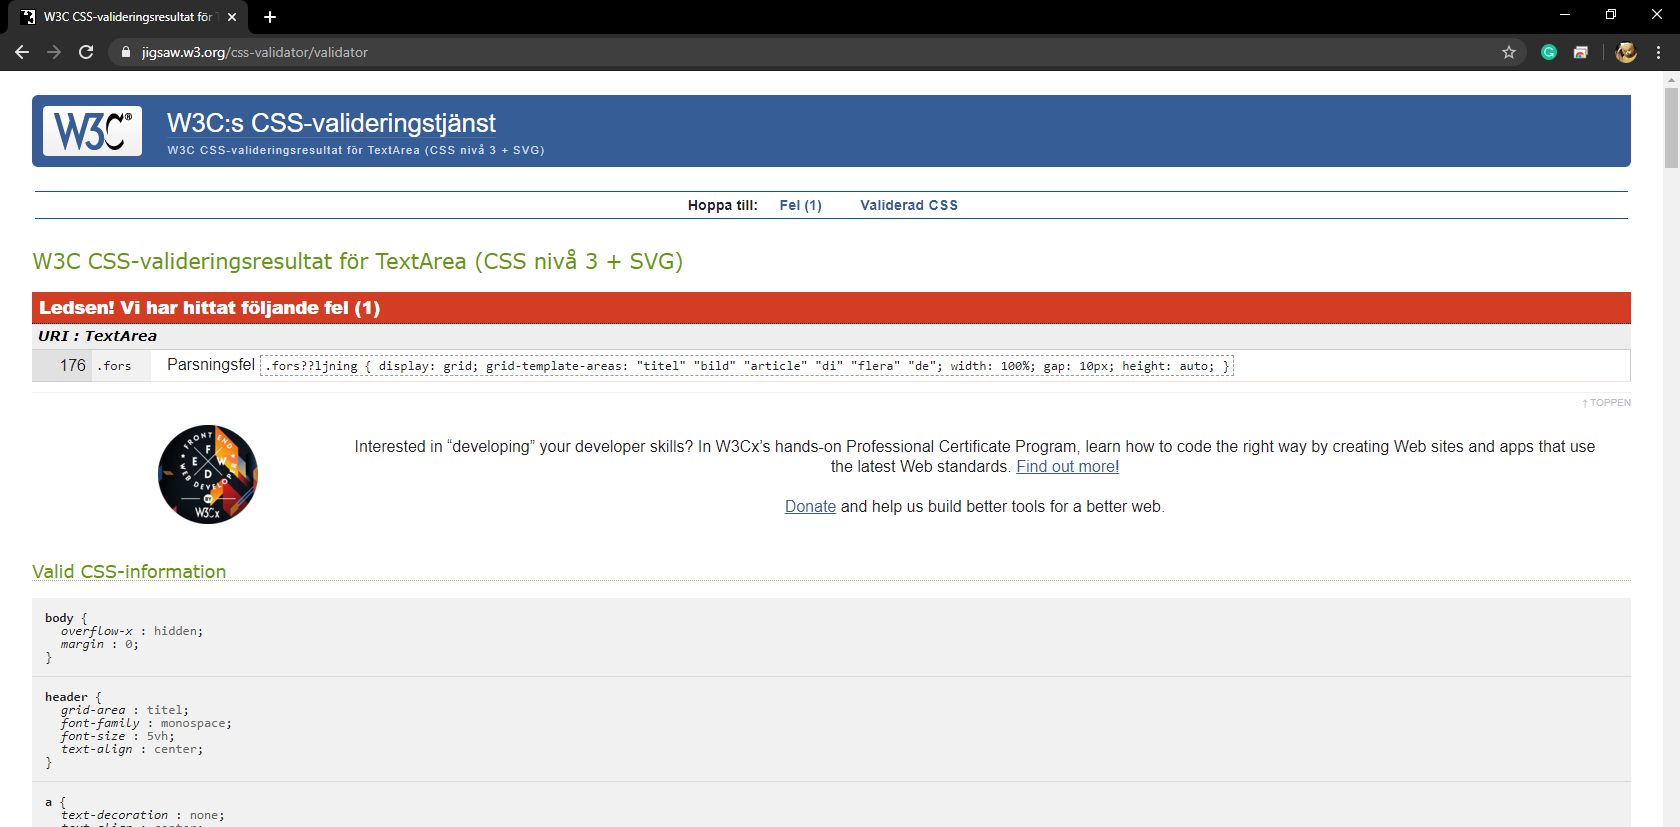 W3C CSS-valideringsresultat för
jigsaw.w3.org/css-validator/validator
W3C®
W3C:s CSS-valideringstjänst
W3C CSS-valideringsresultat för TextArea (CSS nivå 3 + SVG)
Hoppa till: Fel (1) Validerad CSS
W3C CSS-valideringsresultat för TextArea (CSS nivå 3 + SVG)
Ledsen! Vi har hittat följande fel (1)
URI : TextArea
176 .fors Parsningsfel .fors??ljning { display: grid; grid-template-areas: "titel" "bild" "article" "di" "flera" "de"; width: 100%; gap: 10px; height: auto; }
↑ TOPPEN
FRONT END
F
E W
D
WEB DEVELOPER
BY
W3Cx
Interested in “developing” your developer skills? In W3Cx’s hands-on Professional Certificate Program, learn how to code the right way by creating Web sites and apps that use
the latest Web standards. Find out more!
Donate and help us build better tools for a better web.
Valid CSS-information
body {
overflow-x : hidden;
margin : 0;
}
header {
grid-area : titel;
font-family : monospace;
font-size : 5vh;
text-align : center;
}
a {
text-decoration : none;
text-align : center;